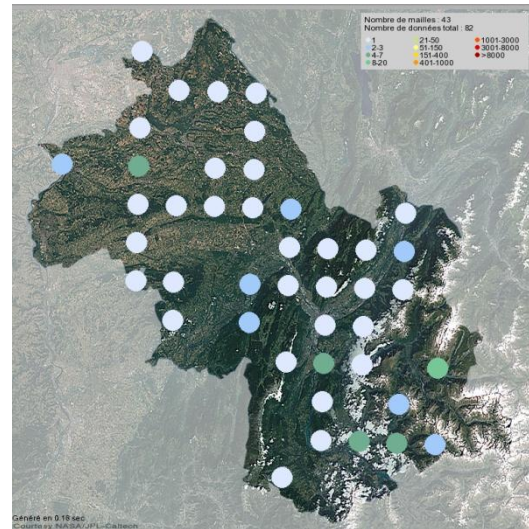 Nombre de mailles : 43
Nombre de données total : 82
1 21-50 1001-3000
2-3 51-150 3001-8000
4-7 151-400 >8000
8-20 401-1000
Généré en 0.18 sec
Courtesy NASA/JPL-Caltech